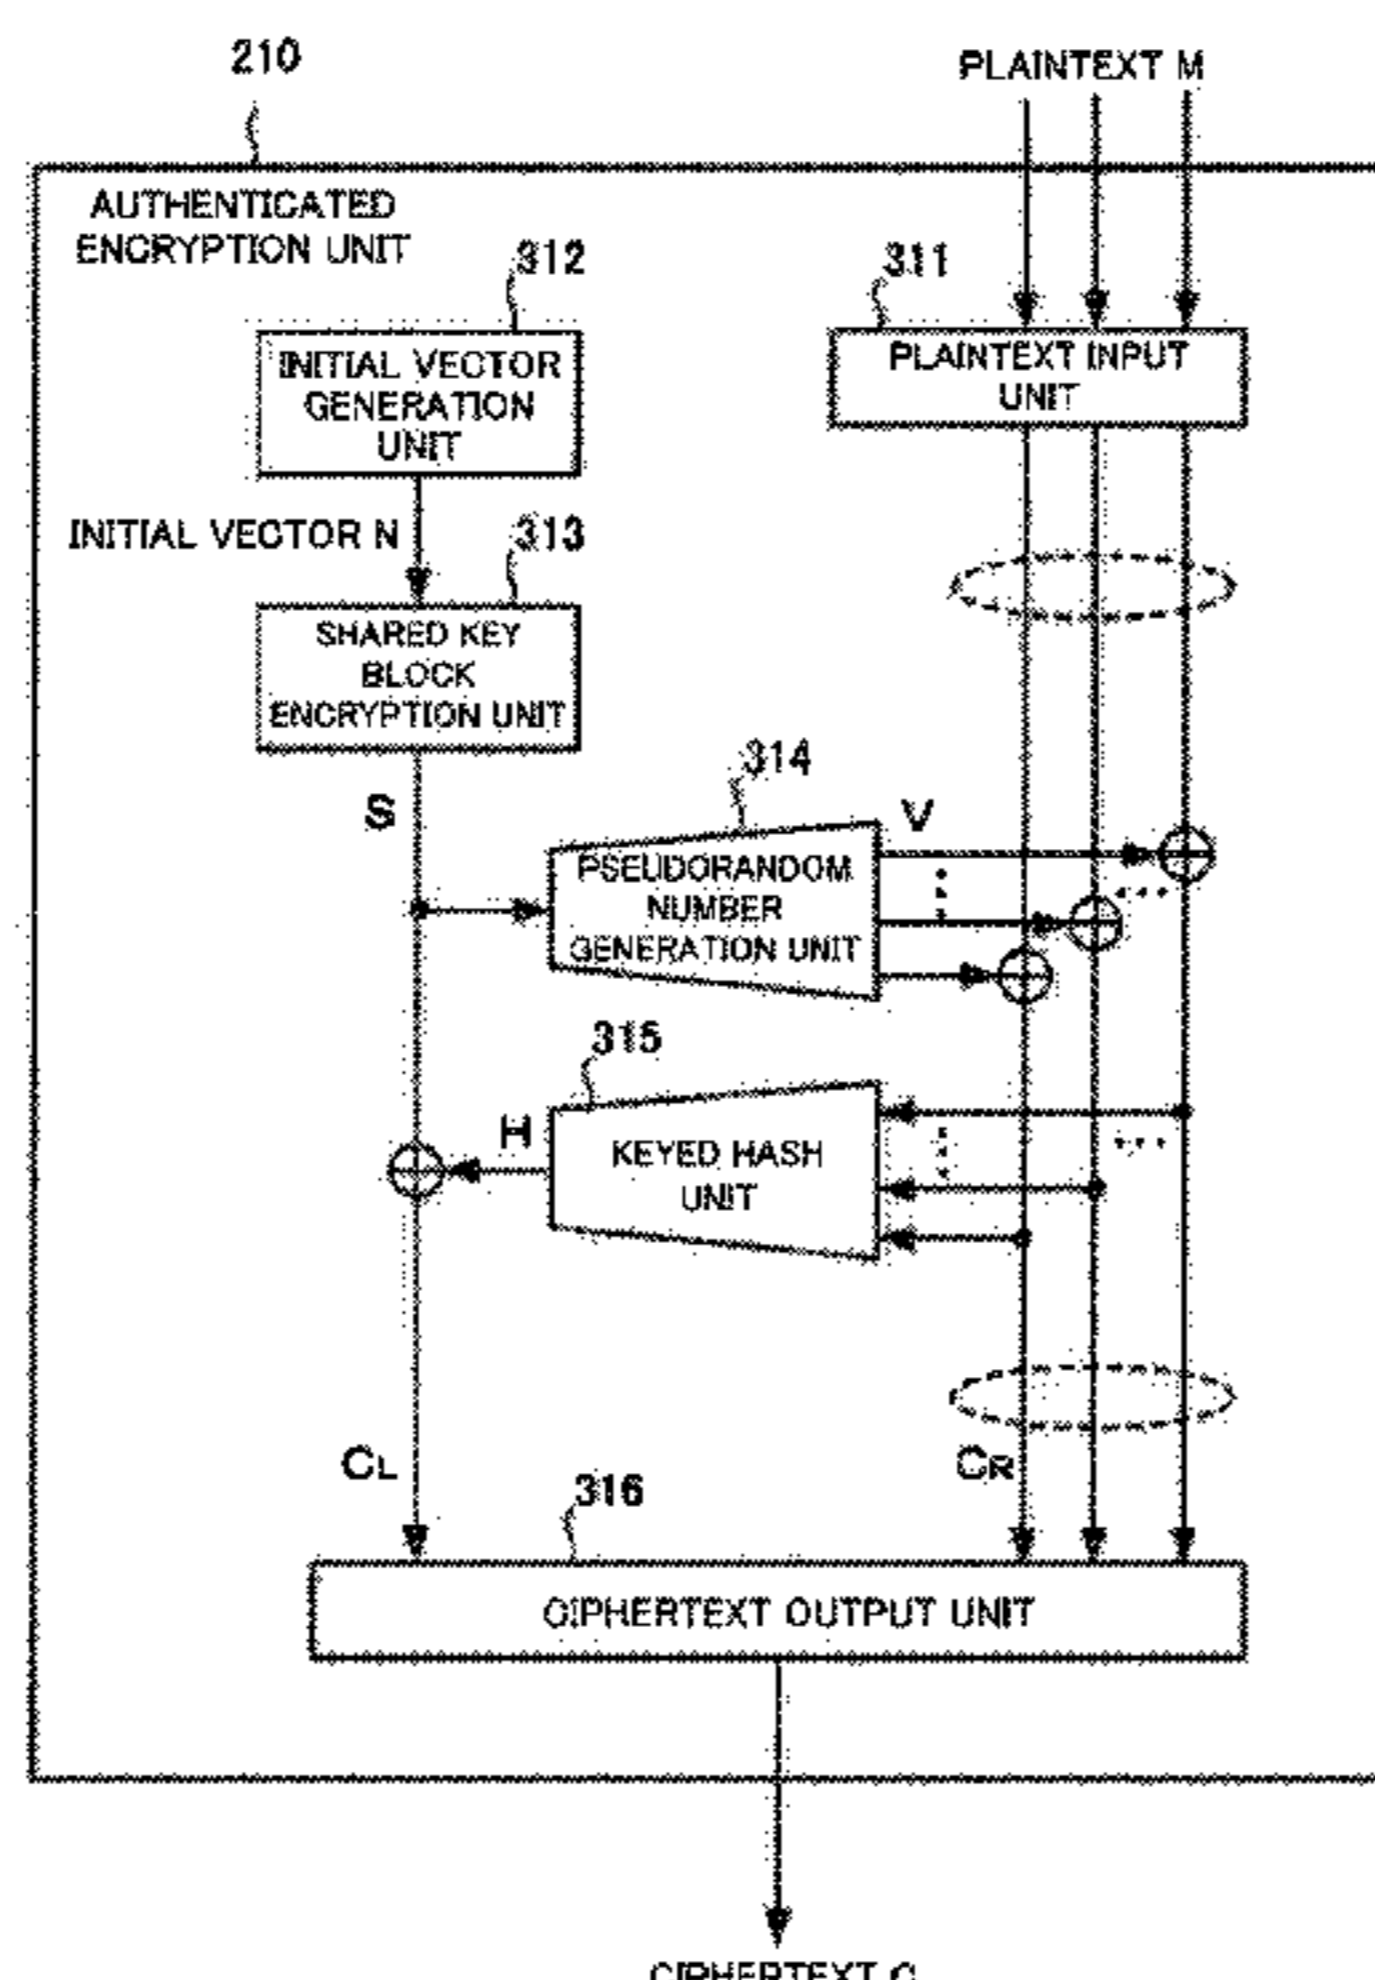 210
PLAINTEXT M
AUTHENTICATED
ENCRYPTION UNIT
312
311
INITIAL VECTOR
GENERATION
UNIT
PLAINTEXT INPUT
UNIT
INITIAL VECTOR N
313
SHARED KEY
BLOCK
ENCRYPTION UNIT
314
S
V
PSEUDORANDOM
NUMBER
GENERATION UNIT
315
H
KEYED HASH
UNIT
CL
CR
316
CIPHERTEXT OUTPUT UNIT
CIPHERTEXT C